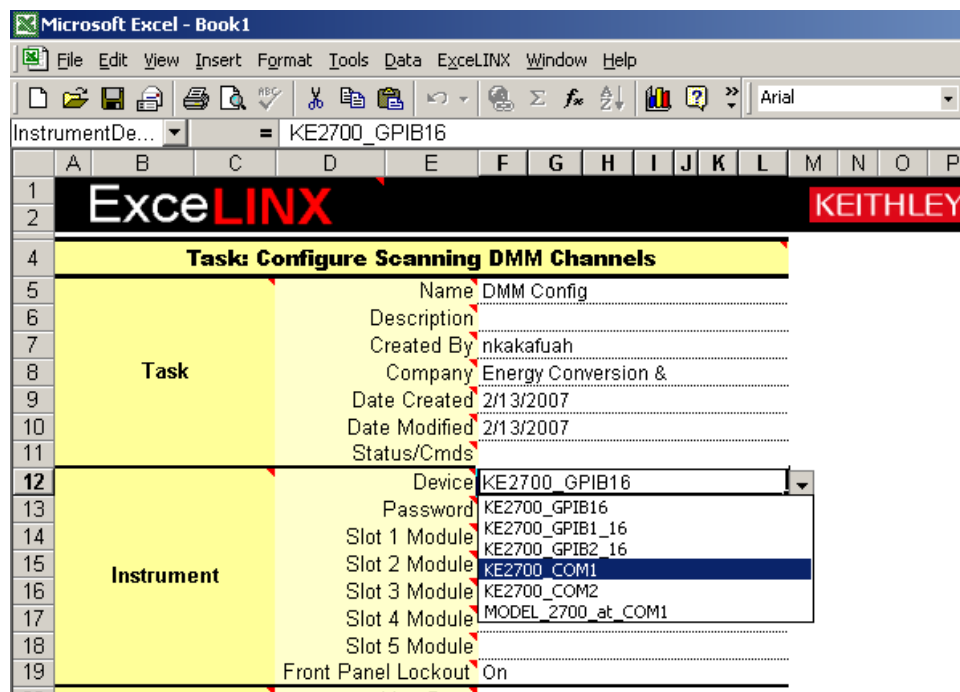 Microsoft Excel - Book1
File Edit View Insert Format Tools Data ExceLINX Window Help
ABC Σ fx A Z ? » Arial
InstrumentDe... = KE2700_GPIB16
A B C D E F G H I J K L M N O P
1 ExceLINX KEITHLEY
2
4 Task: Configure Scanning DMM Channels
5 Name DMM Config
6 Description
7 Created By nkakafuah
8 Task Company Energy Conversion &
9 Date Created 2/13/2007
10 Date Modified 2/13/2007
11 Status/Cmds
12 Device KE2700_GPIB16
13 Password KE2700_GPIB16
KE2700_GPIB1_16
14 Slot 1 Module
KE2700_GPIB2_16
15 Slot 2 Module KE2700_COM1
Instrument
16 Slot 3 Module KE2700_COM2
17 Slot 4 Module MODEL_2700_at_COM1
18 Slot 5 Module
19 Front Panel Lockout On